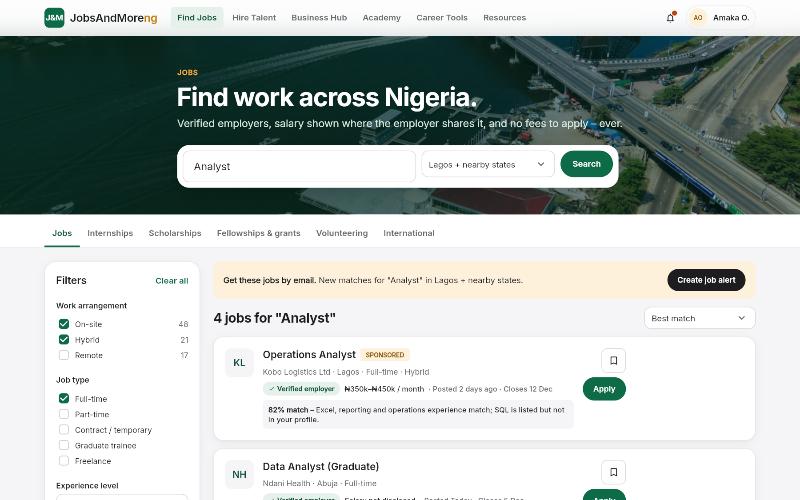 J&M JobsAndMoreng Find Jobs Hire Talent Business Hub Academy Career Tools Resources AO Amaka O.
JOBS
Find work across Nigeria.
Verified employers, salary shown where the employer shares it, and no fees to apply – ever.
Analyst Lagos + nearby states Search
Jobs Internships Scholarships Fellowships & grants Volunteering International
Filters Clear all
Work arrangement
On-site 48
Hybrid 21
Remote 17
Job type
Full-time
Part-time
Contract / temporary
Graduate trainee
Freelance
Experience level
Get these jobs by email. New matches for "Analyst" in Lagos + nearby states. Create job alert
4 jobs for "Analyst" Best match
KL Operations Analyst SPONSORED
Kobo Logistics Ltd · Lagos · Full-time · Hybrid
✓ Verified employer ₦350k–₦450k / month · Posted 2 days ago · Closes 12 Dec
Apply
82% match – Excel, reporting and operations experience match; SQL is listed but not
in your profile.
NH Data Analyst (Graduate)
Ndani Health · Abuja · Full-time